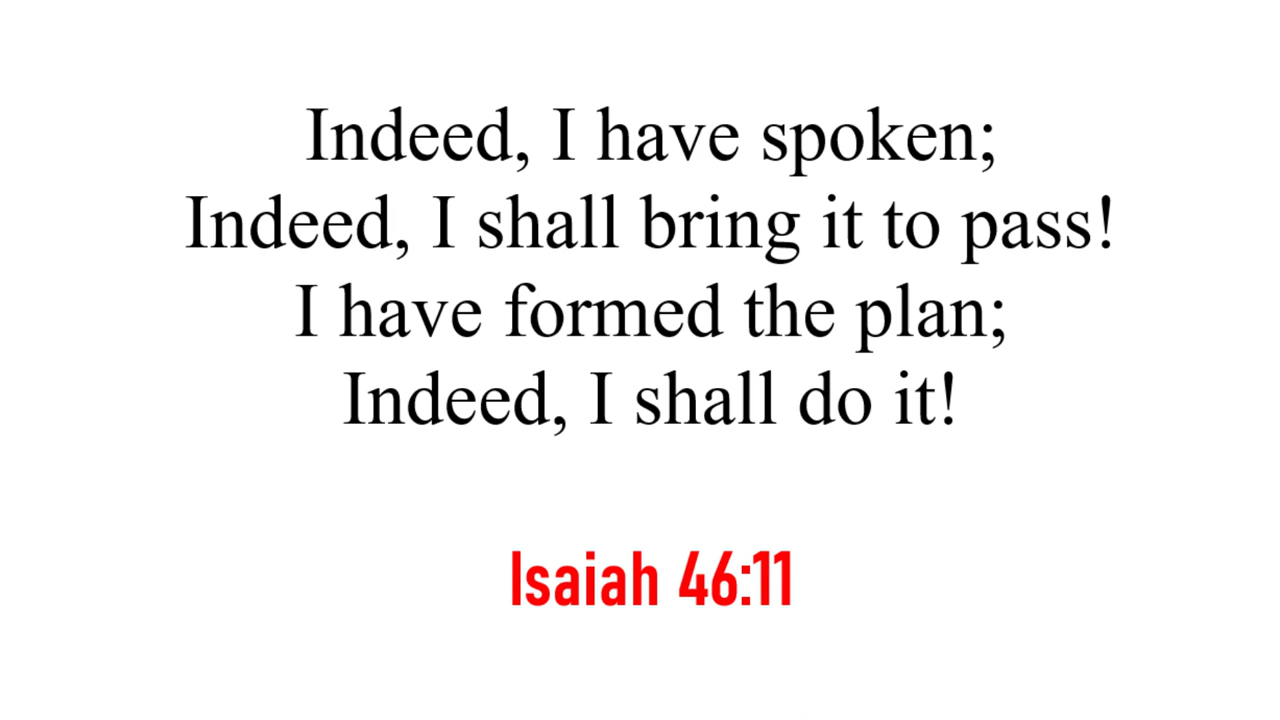 Indeed, I have spoken;
Indeed, I shall bring it to pass!
I have formed the plan;
Indeed, I shall do it!
Isaiah 46:11